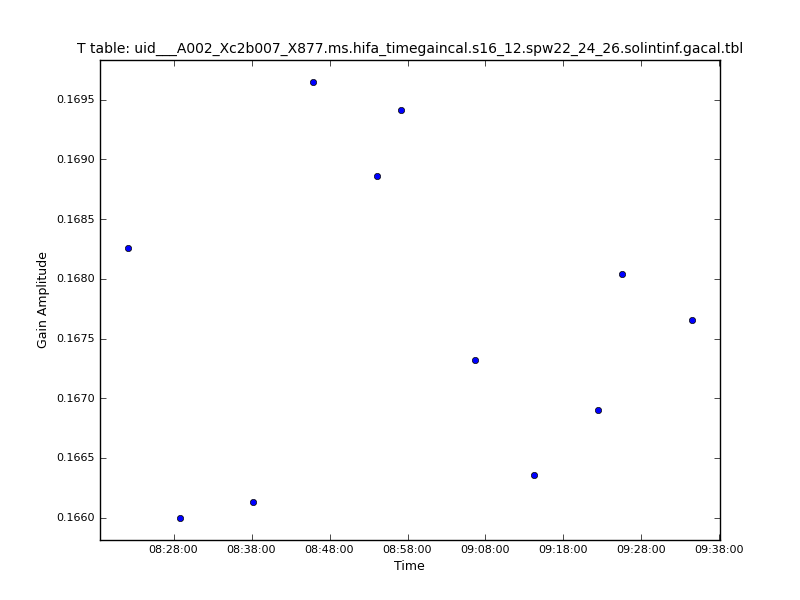 T table: uid___A002_Xc2b007_X877.ms.hifa_timegaincal.s16_12.spw22_24_26.solintinf.gacal.tbl
0.1695
0.1690
0.1685
0.1680
0.1675
0.1670
0.1665
0.1660
Gain Amplitude
08:28:00 08:38:00 08:48:00 08:58:00 09:08:00 09:18:00 09:28:00 09:38:00
Time